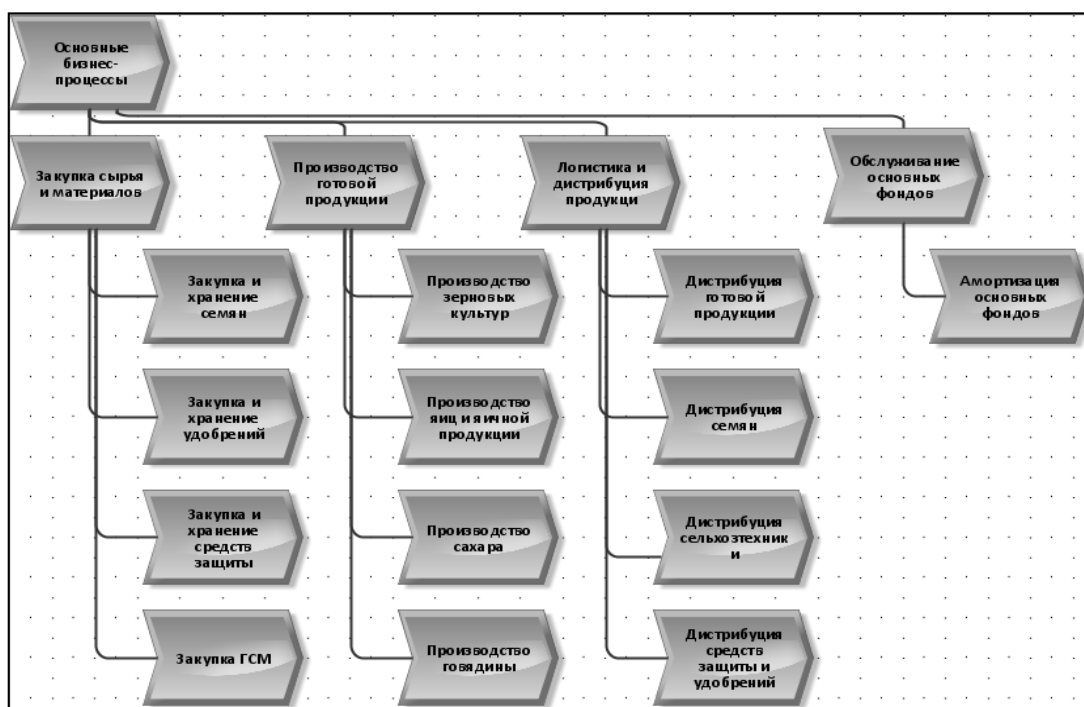 Основные
бизнес-
процессы
Закупка сырья
и материалов
Производство
готовой
продукции
Логистика и
дистрибуция
продукци
Обслуживание
основных
фондов
Закупка и
хранение
семян
Производство
зерновых
культур
Дистрибуция
готовой
продукции
Амортизация
основных
фондов
Закупка и
хранение
удобрений
Производство
яиц и яичной
продукции
Дистрибуция
семян
Закупка и
хранение
средств
защиты
Производство
сахара
Дистрибуция
сельхозтехник
и
Закупка ГСМ
Производство
говядины
Дистрибуция
средств
защиты и
удобрений